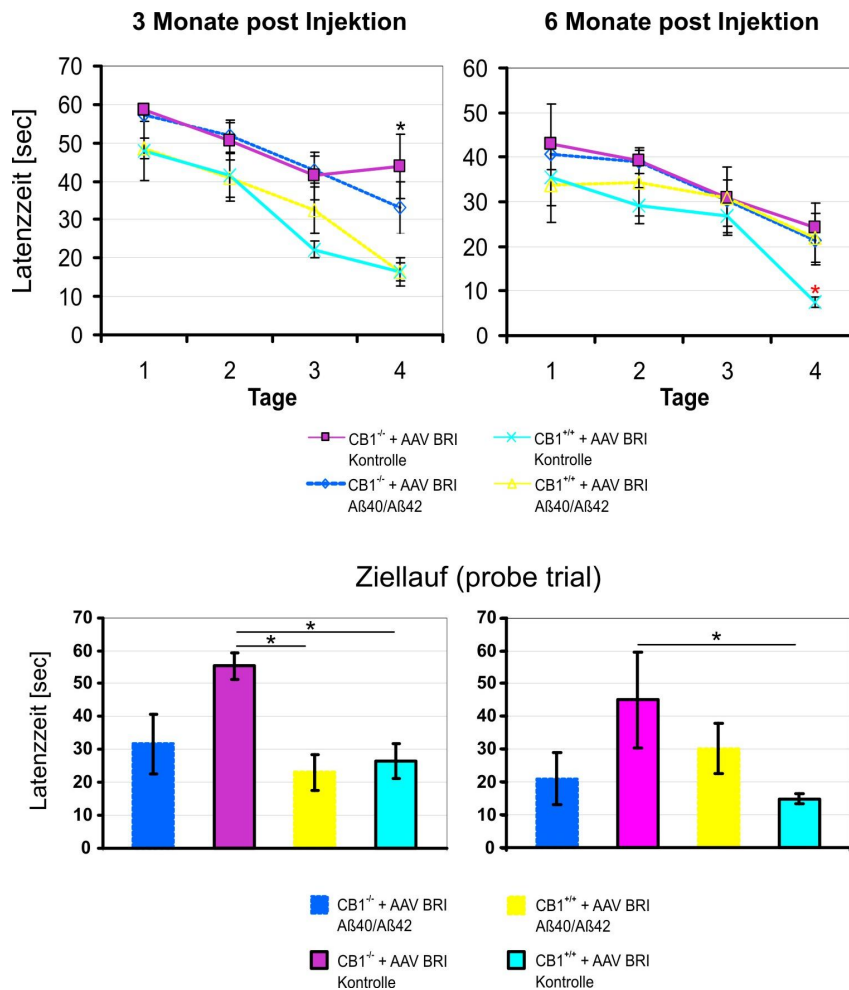 3 Monate post Injektion
6 Monate post Injektion
Latenzzeit [sec]
70
60
50
40
30
20
10
0
*
1 2 3 4
Tage
60
50
40
30
20
10
0
*
1 2 3 4
Tage
CB1-/- + AAV BRI
Kontrolle
CB1+/+ + AAV BRI
Kontrolle
CB1-/- + AAV BRI
Aß40/Aß42
CB1+/+ + AAV BRI
Aß40/Aß42
Ziellauf (probe trial)
Latenzzeit [sec]
70
60
50
40
30
20
10
0
*
*
70
60
50
40
30
20
10
0
*
CB1-/- + AAV BRI
Aß40/Aß42
CB1+/+ + AAV BRI
Aß40/Aß42
CB1-/- + AAV BRI
Kontrolle
CB1+/+ + AAV BRI
Kontrolle